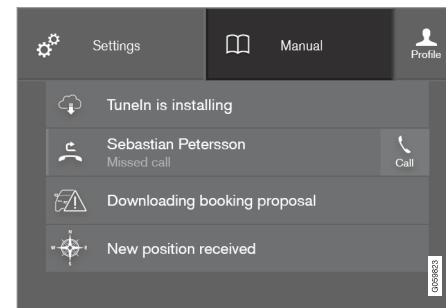 Settings
Manual
Profile
TuneIn is installing
Sebastian Petersson
Missed call
Call
Downloading booking proposal
N
W E
S
New position received
G059823